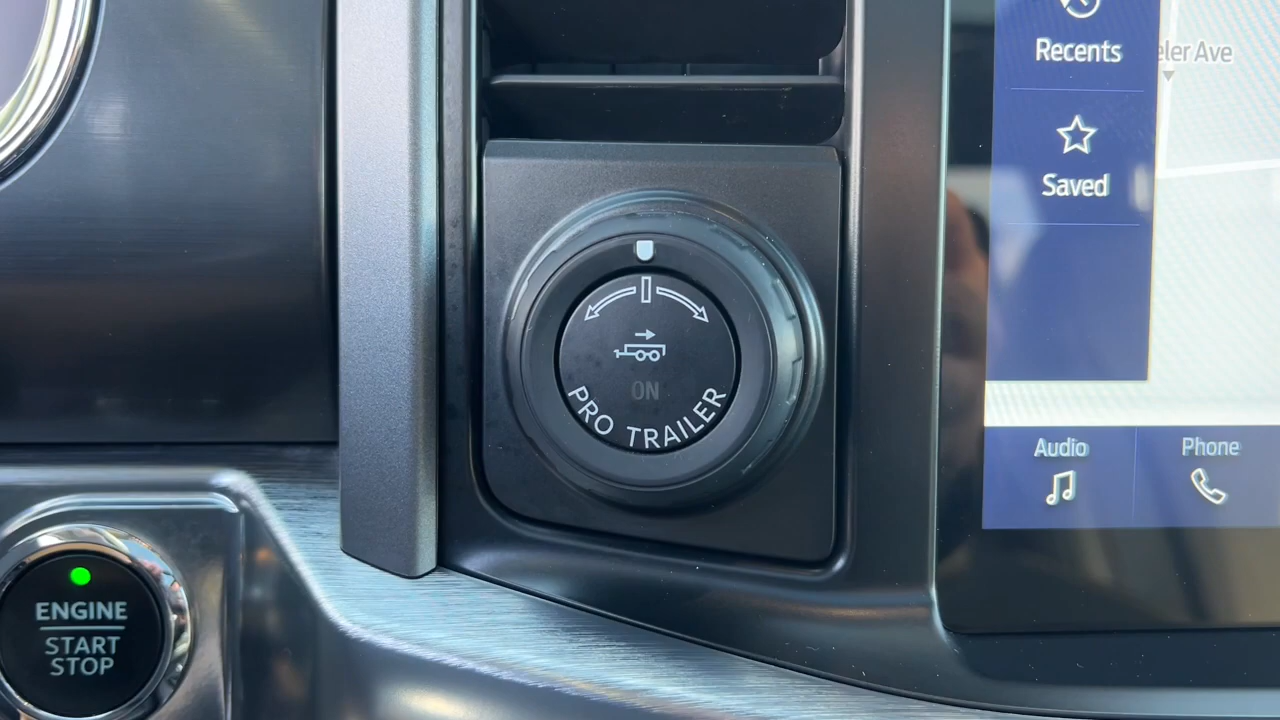 Recents
eler Ave
Saved
ON
PRO TRAILER
Audio
Phone
ENGINE
START
STOP